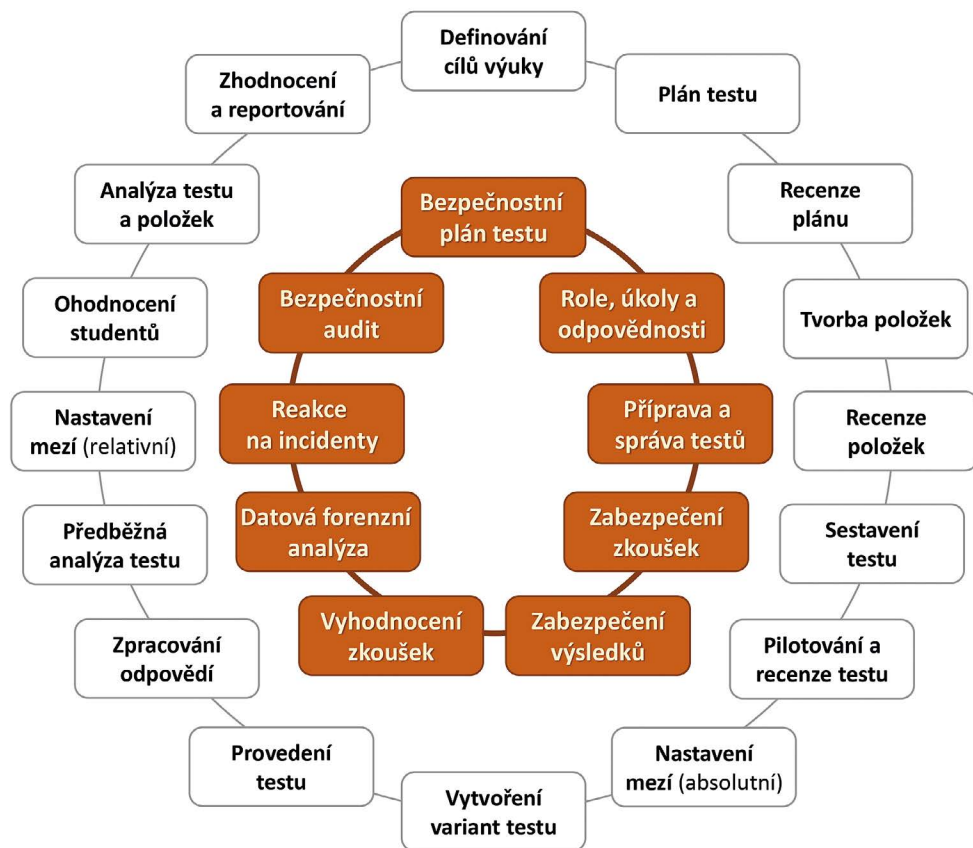 Definování
cílů výuky
Plán testu
Recenze
plánu
Tvorba položek
Recenze
položek
Sestavení
testu
Pilotování a
recenze testu
Nastavení
mezí (absolutní)
Vytvoření
variant testu
Provedení
testu
Zpracování
odpovědí
Předběžná
analýza testu
Nastavení
mezí (relativní)
Ohodnocení
studentů
Analýza testu
a položek
Zhodnocení
a reportování
Bezpečnostní
plán testu
Role, úkoly a
odpovědnosti
Příprava a
správa testů
Zabezpečení
zkoušek
Zabezpečení
výsledků
Vyhodnocení
zkoušek
Datová forenzní
analýza
Reakce
na incidenty
Bezpečnostní
audit